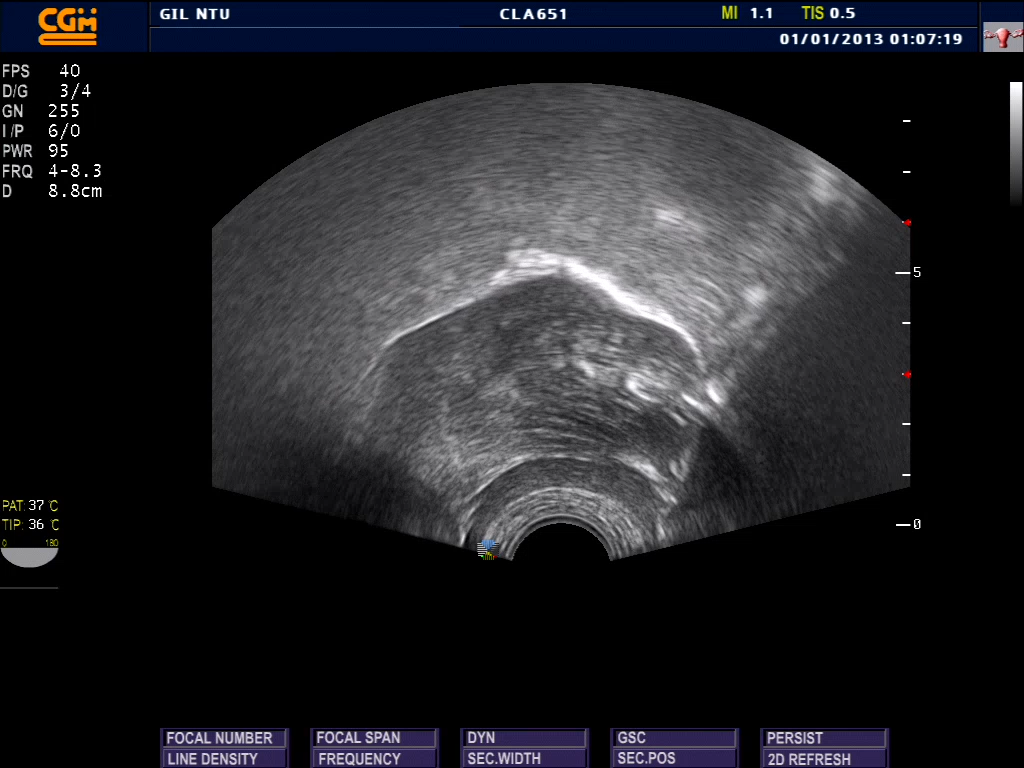 CGM
GIL NTU CLA651 MI 1.1 TIS 0.5
01/01/2013 01:07:19
FPS 40
D/G 3/4
GN 255
I/P 6/0
PWR 95
FRQ 4-8.3
D 8.8cm
5
PAT: 37 °C
TIP: 36 °C
0 180
0
FOCAL NUMBER FOCAL SPAN DYN GSC PERSIST
LINE DENSITY FREQUENCY SEC.WIDTH SEC.POS 2D REFRESH